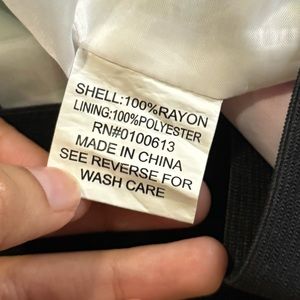 SHELL:100%RAYON
LINING:100%POLYESTER
RN#0100613
MADE IN CHINA
SEE REVERSE FOR
WASH CARE